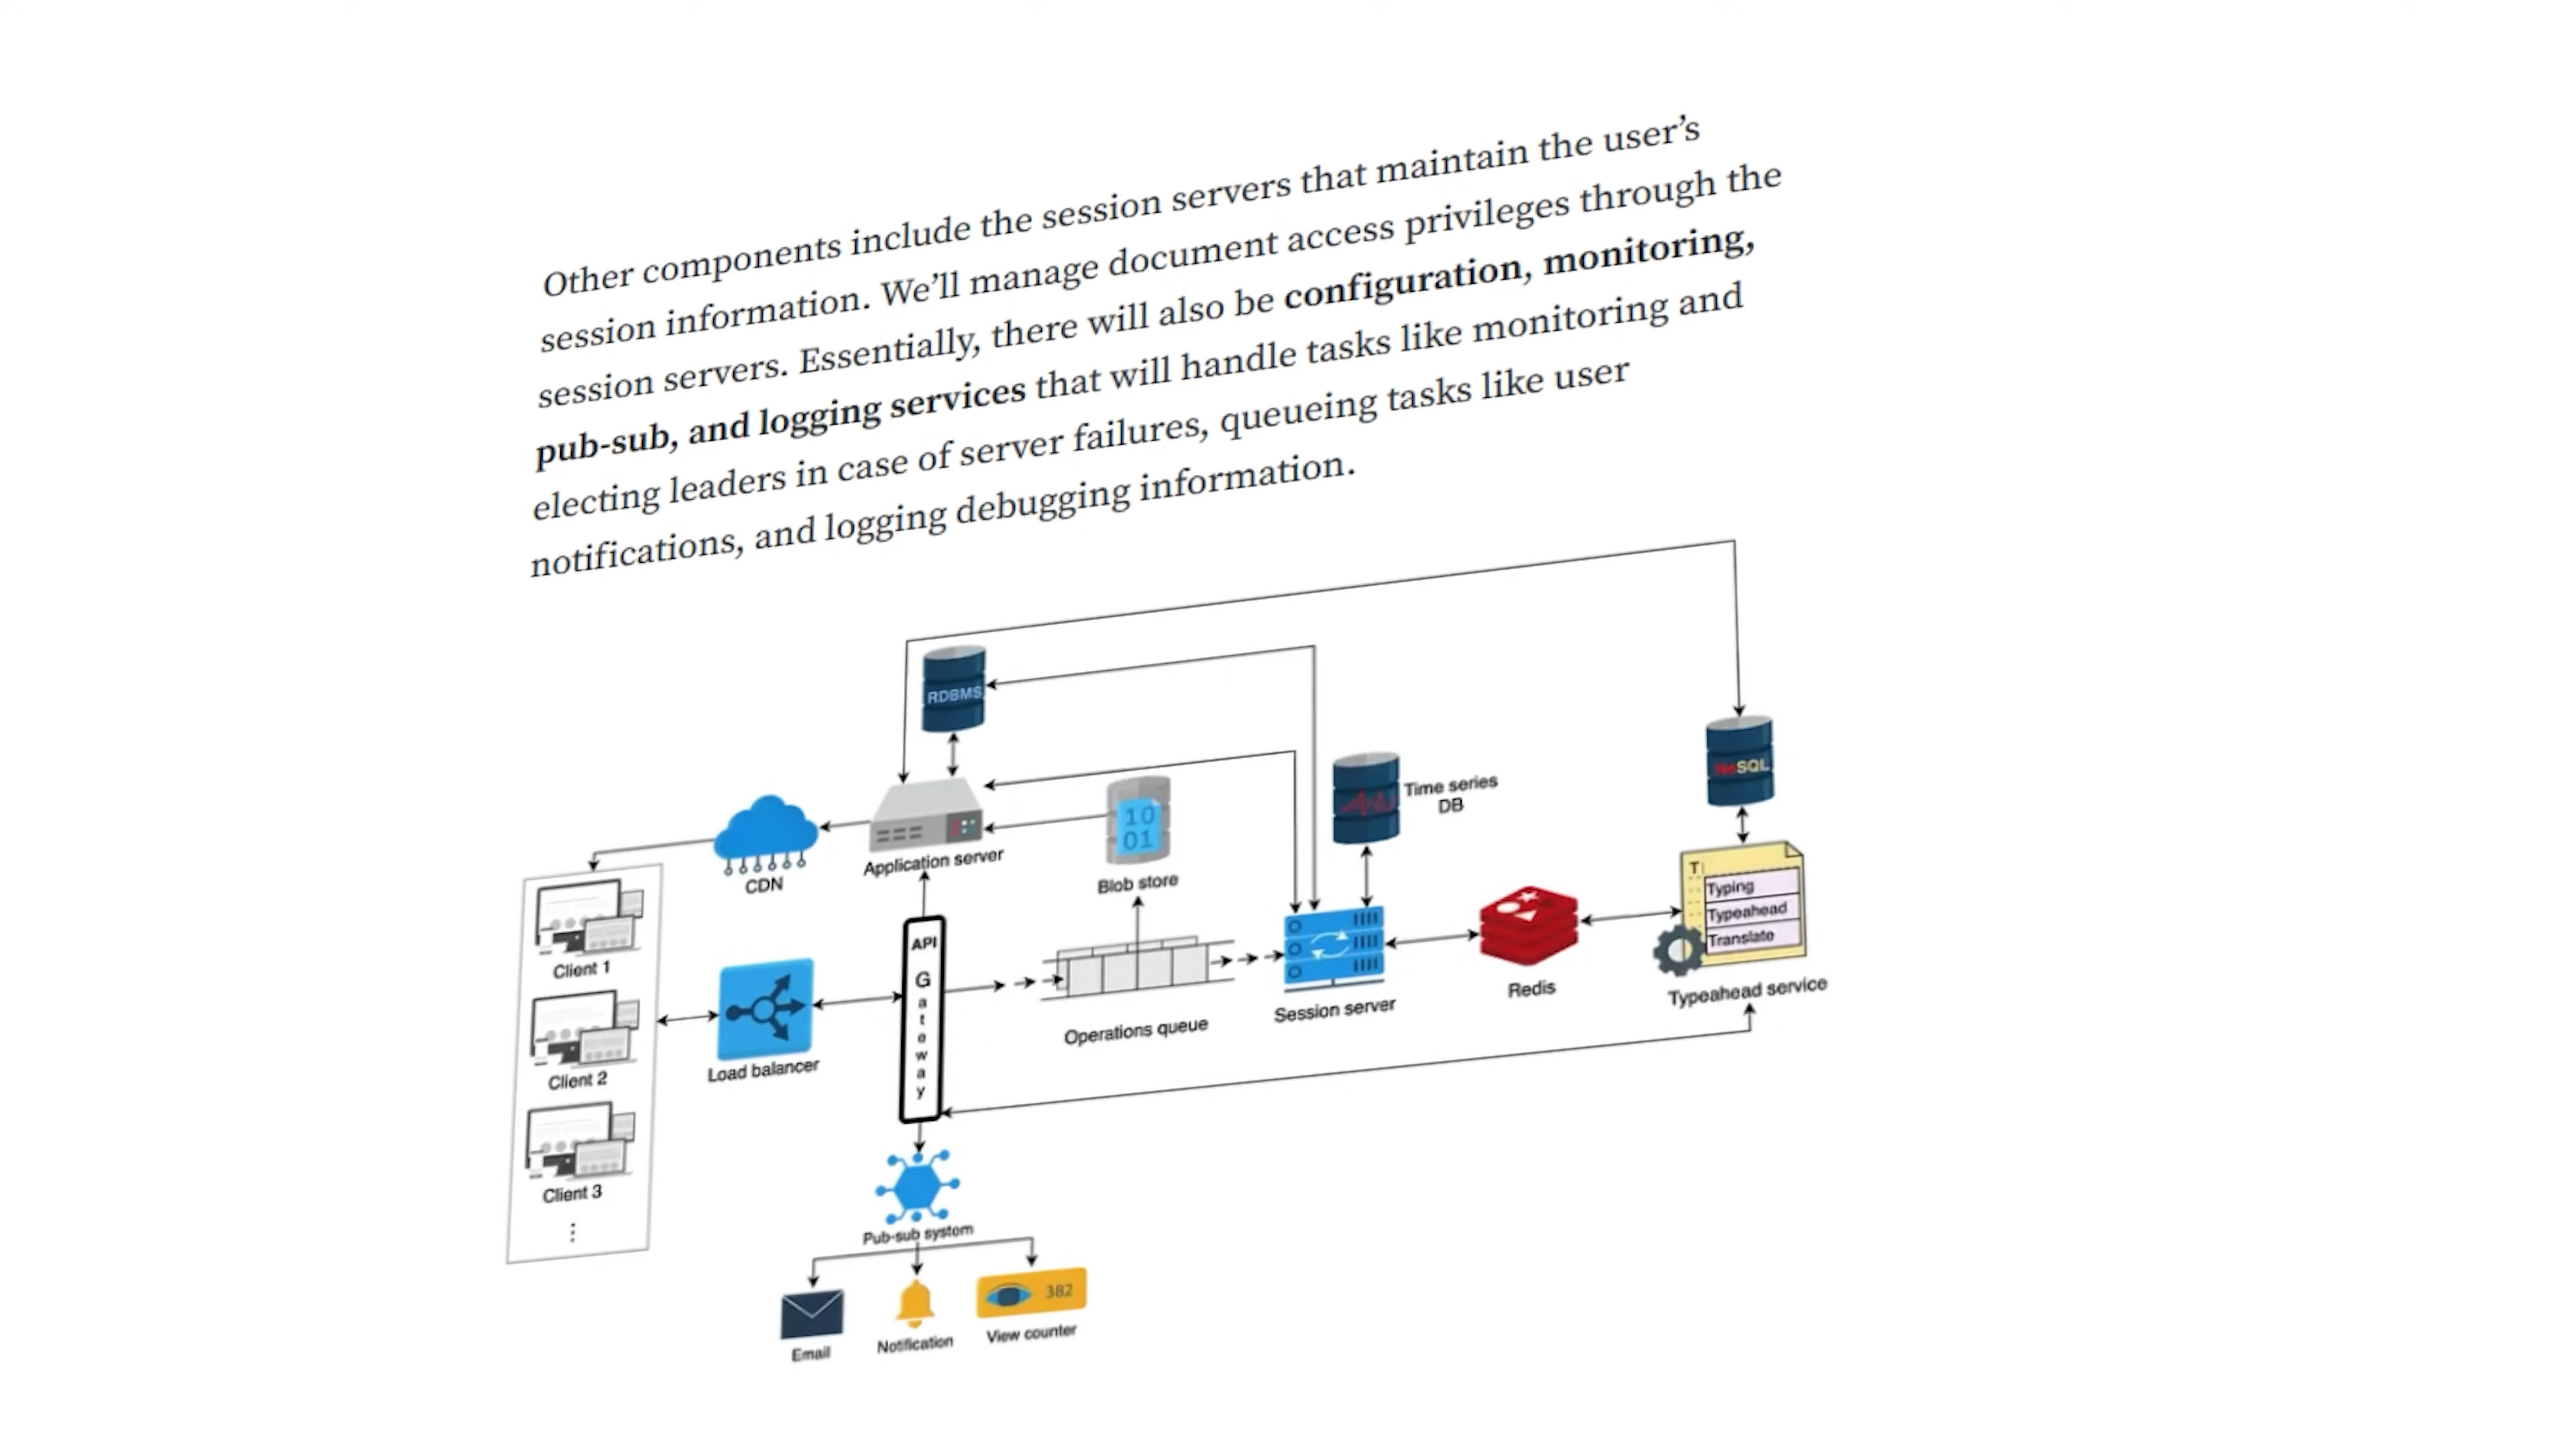 Other components include the session servers that maintain the user’s
session information. We’ll manage document access privileges through the
session servers. Essentially, there will also be configuration, monitoring,
pub-sub, and logging services that will handle tasks like monitoring and
electing leaders in case of server failures, queueing tasks like user
notifications, and logging debugging information.
RDBMS
NoSQL
Time series
DB
10
01
CDN
Application server
Blob store
T
Typing
Typeahead
Translate
Client 1
API
Gateway
Load balancer
Operations queue
Session server
Redis
Typeahead service
Client 2
Client 3
Pub-sub system
382
Email
Notification
View counter